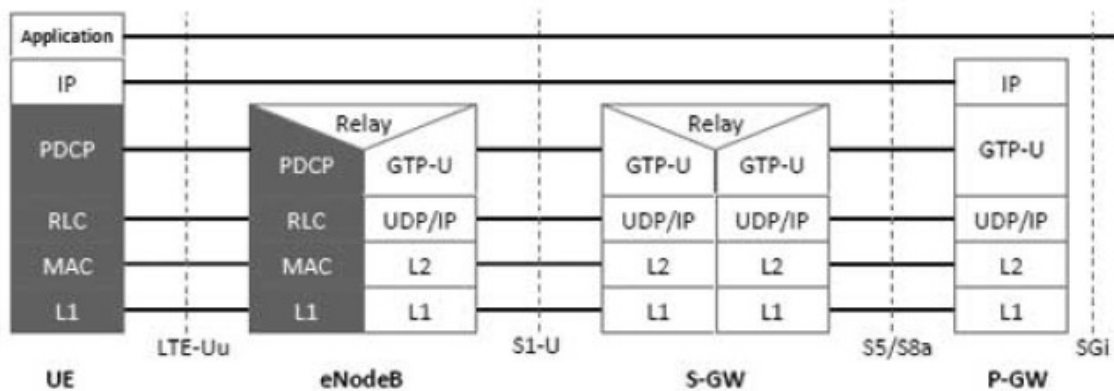 Application
IP IP
Relay Relay
PDCP PDCP GTP-U GTP-U GTP-U GTP-U
RLC RLC UDP/IP UDP/IP UDP/IP UDP/IP
MAC MAC L2 L2 L2 L2
L1 L1 L1 L1 L1 L1
LTE-Uu S1-U S5/S8a SGi
UE eNodeB S-GW P-GW